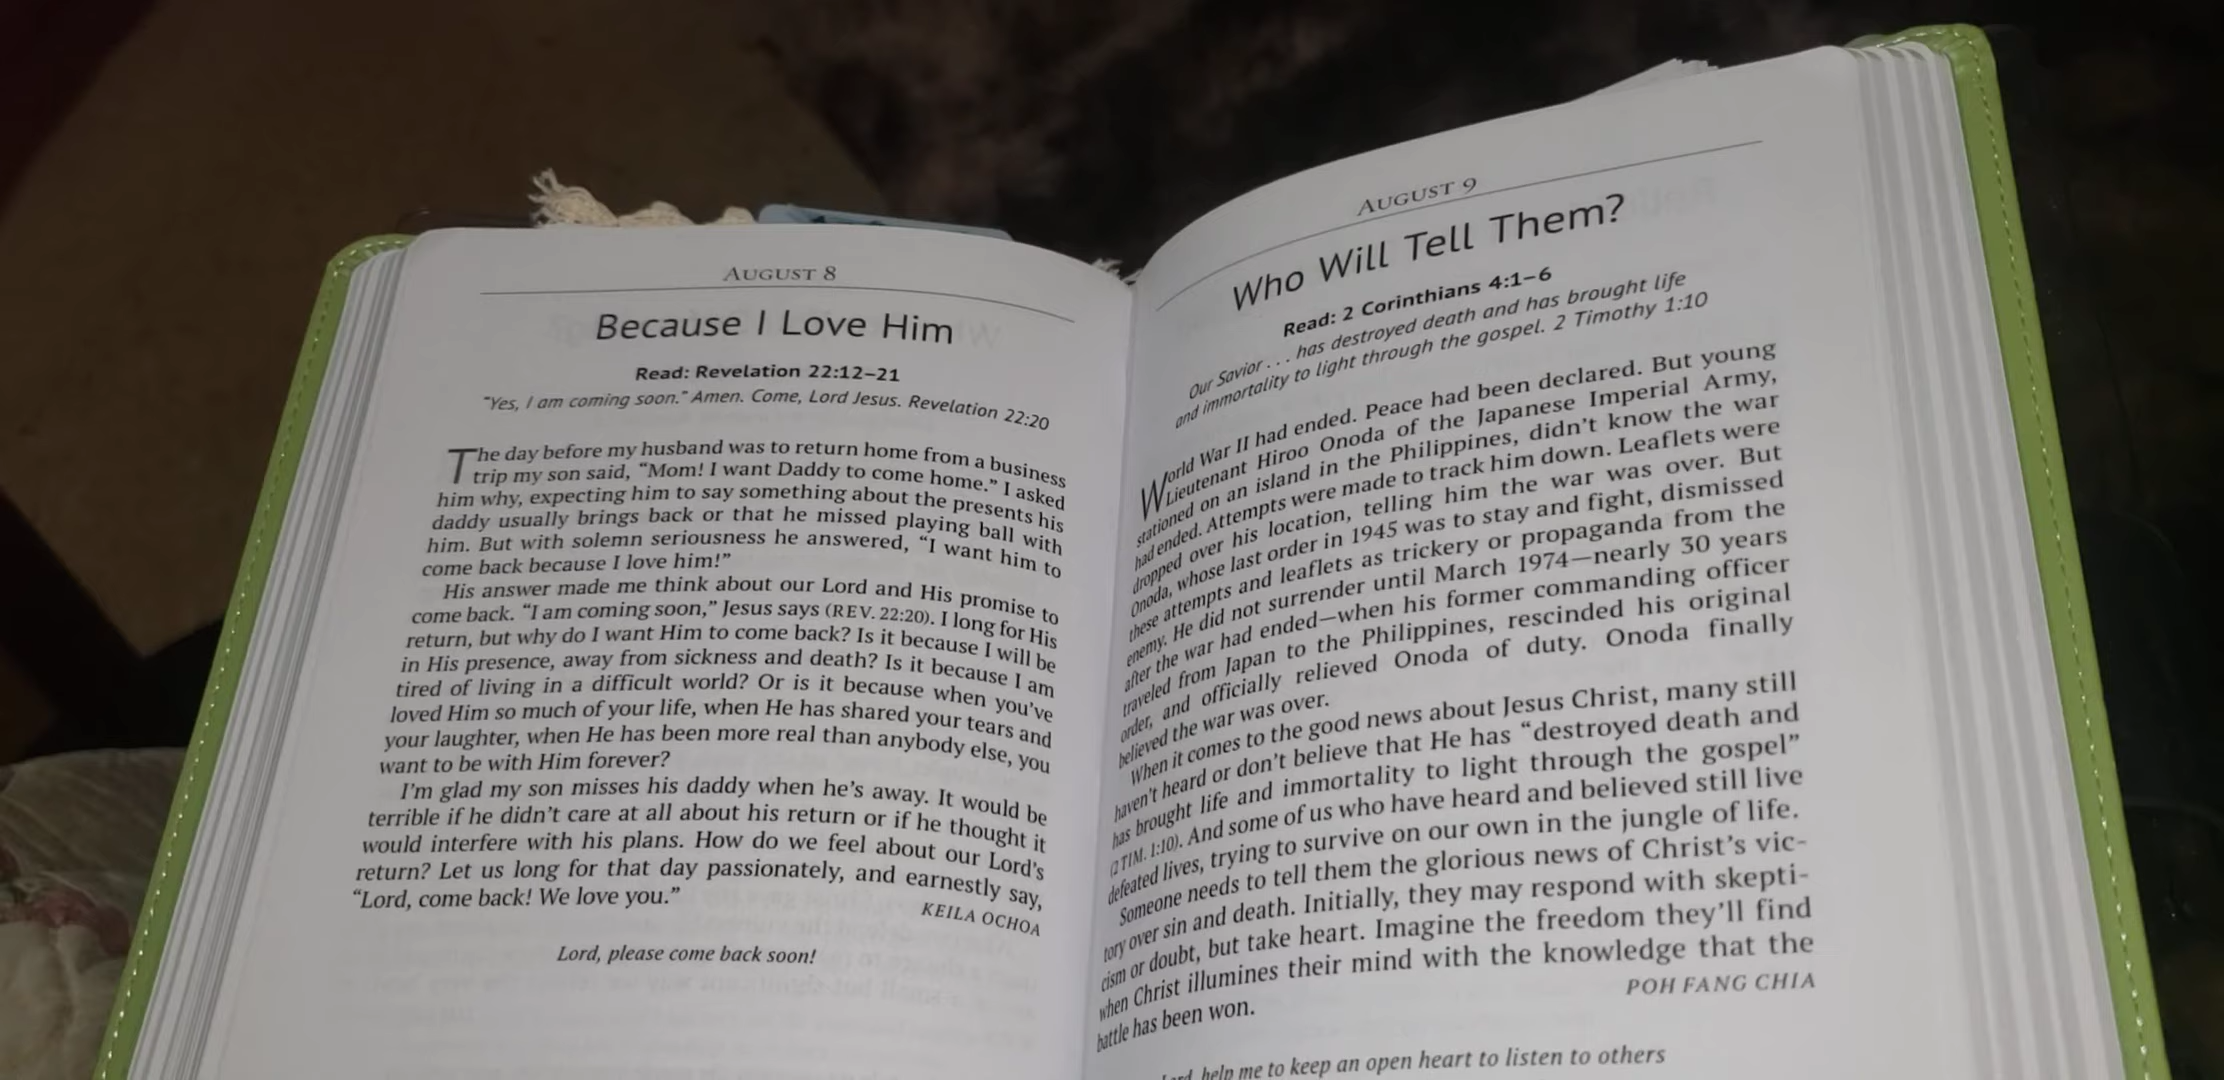 AUGUST 8
Because I Love Him
Read: Revelation 22:12–21
"Yes, I am coming soon." Amen. Come, Lord Jesus. Revelation 22:20
The day before my husband was to return home from a business
trip my son said, "Mom! I want Daddy to come home." I asked
him why, expecting him to say something about the presents his
daddy usually brings back or that he missed playing ball with
him. But with solemn seriousness he answered, "I want him to
come back because I love him!"
His answer made me think about our Lord and His promise to
come back. "I am coming soon," Jesus says (REV. 22:20). I long for His
return, but why do I want Him to come back? Is it because I will be
in His presence, away from sickness and death? Is it because I am
tired of living in a difficult world? Or is it because when you've
loved Him so much of your life, when He has shared your tears and
your laughter, when He has been more real than anybody else, you
want to be with Him forever?
I'm glad my son misses his daddy when he's away. It would be
terrible if he didn't care at all about his return or if he thought it
would interfere with his plans. How do we feel about our Lord's
return? Let us long for that day passionately, and earnestly say,
"Lord, come back! We love you."
KEILA OCHOA
Lord, please come back soon!
AUGUST 9
Who Will Tell Them?
Read: 2 Corinthians 4:1–6
Our Savior . . . has destroyed death and has brought life
and immortality to light through the gospel. 2 Timothy 1:10
World War II had ended. Peace had been declared. But young
Lieutenant Hiroo Onoda of the Japanese Imperial Army,
stationed on an island in the Philippines, didn't know the war
had ended. Attempts were made to track him down. Leaflets were
dropped over his location, telling him the war was over. But
Onoda, whose last order in 1945 was to stay and fight, dismissed
these attempts and leaflets as trickery or propaganda from the
enemy. He did not surrender until March 1974—nearly 30 years
after the war had ended—when his former commanding officer
traveled from Japan to the Philippines, rescinded his original
order, and officially relieved Onoda of duty. Onoda finally
believed the war was over.
When it comes to the good news about Jesus Christ, many still
haven't heard or don't believe that He has "destroyed death and
has brought life and immortality to light through the gospel"
(2 TIM. 1:10). And some of us who have heard and believed still live
defeated lives, trying to survive on our own in the jungle of life.
Someone needs to tell them the glorious news of Christ's vic-
tory over sin and death. Initially, they may respond with skepti-
cism or doubt, but take heart. Imagine the freedom they'll find
when Christ illumines their mind with the knowledge that the
battle has been won.
POH FANG CHIA
Lord, help me to keep an open heart to listen to others